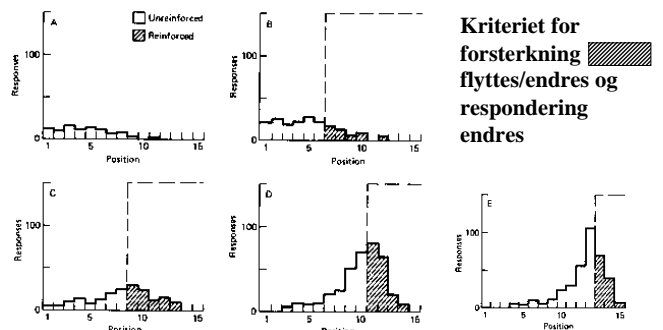 A
Unreinforced
Reinforced
100
Responses
0
1 5 10 15
Position
B
100
Responses
0
1 5 10 15
Position
Kriteriet for
forsterkning
flyttes/endres og
respondering
endres
C
100
Responses
0
1 5 10 15
Position
D
100
Responses
0
1 5 10 15
Position
E
100
Responses
0
1 5 10 15
Position